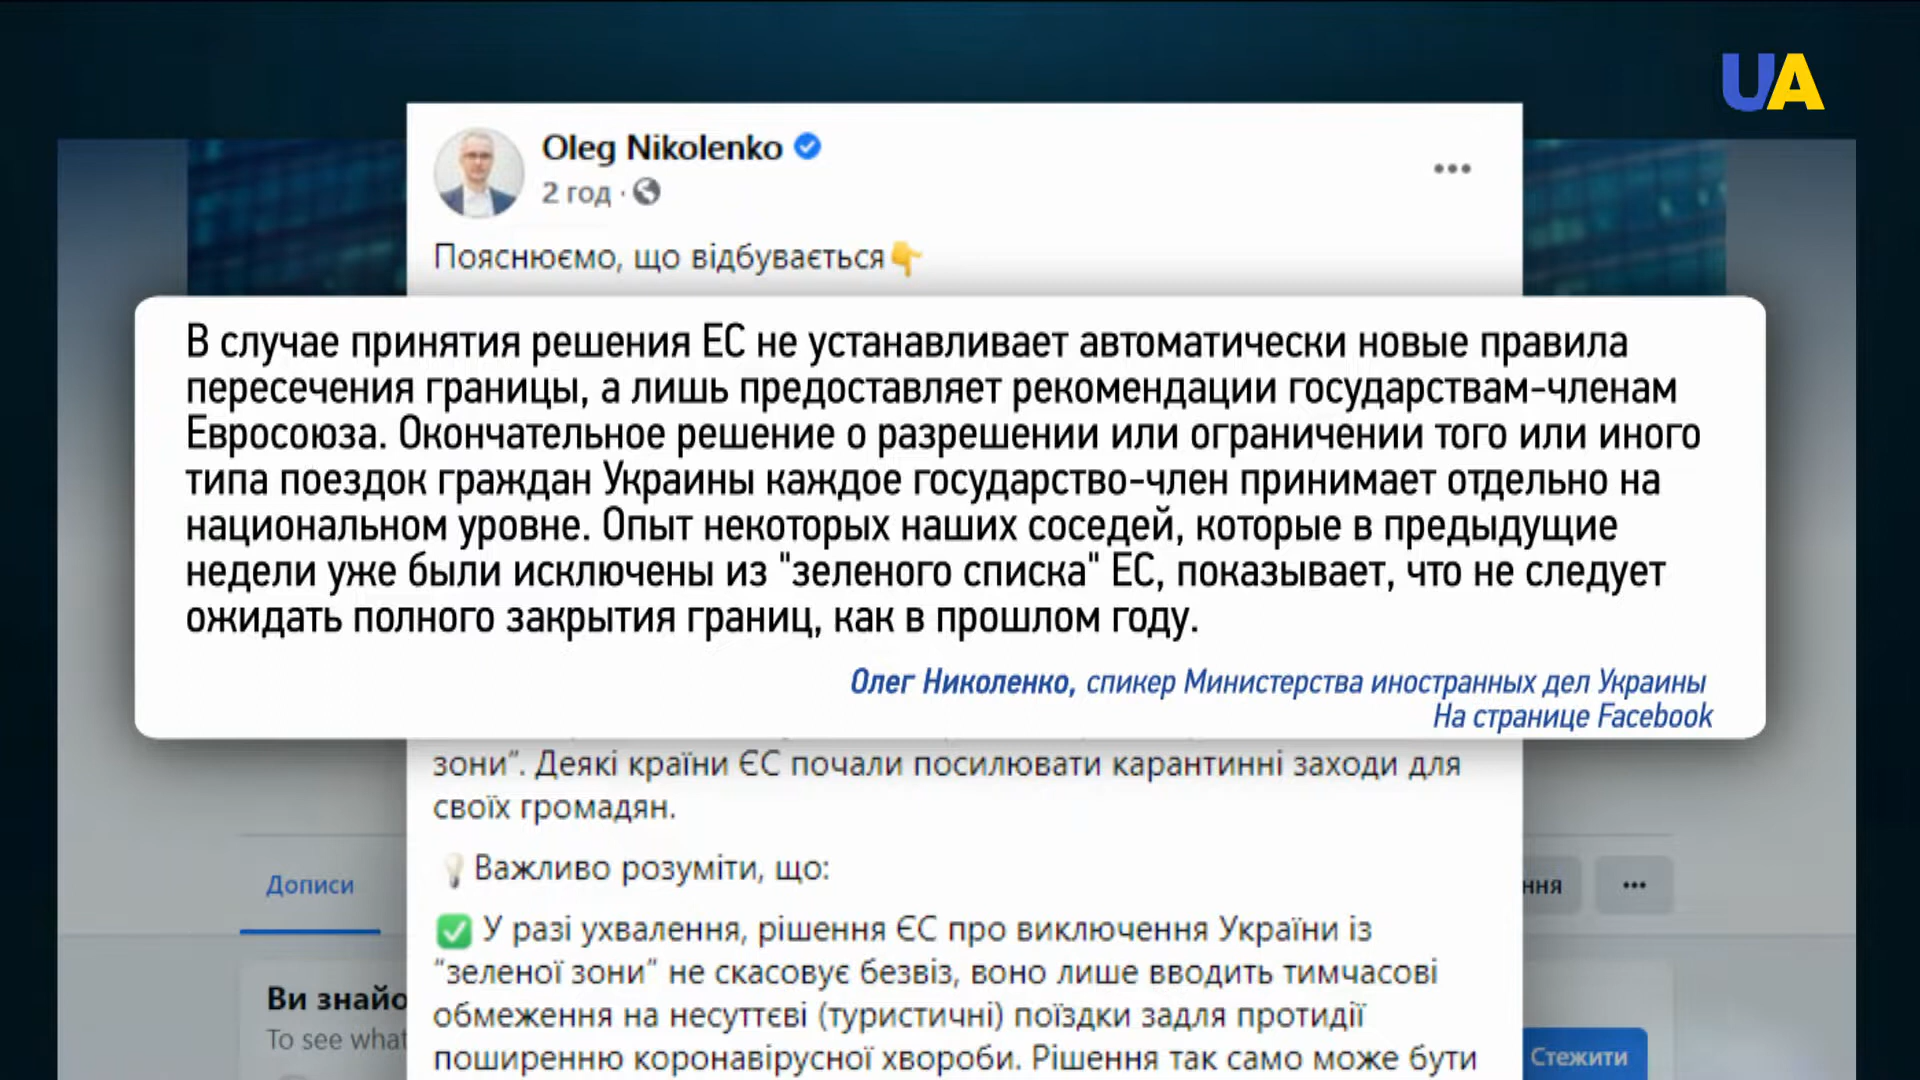 UA
Oleg Nikolenko
2 год ·
Пояснюємо, що відбувається👇
В случае принятия решения ЕС не устанавливает автоматически новые правила
пересечения границы, а лишь предоставляет рекомендации государствам-членам
Евросоюза. Окончательное решение о разрешении или ограничении того или иного
типа поездок граждан Украины каждое государство-член принимает отдельно на
национальном уровне. Опыт некоторых наших соседей, которые в предыдущие
недели уже были исключены из "зеленого списка" ЕС, показывает, что не следует
ожидать полного закрытия границ, как в прошлом году.
Олег Николенко, спикер Министерства иностранных дел Украины
На странице Facebook
зони”. Деякі країни ЄС почали посилювати карантинні заходи для
своїх громадян.
💡Важливо розуміти, що:
✅ У разі ухвалення, рішення ЄС про виключення України із
“зеленої зони” не скасовує безвіз, воно лише вводить тимчасові
обмеження на несуттєві (туристичні) поїздки задля протидії
поширенню коронавірусної хвороби. Рішення так само може бути
Дописи
Ви знайо
To see what
ння
Стежити